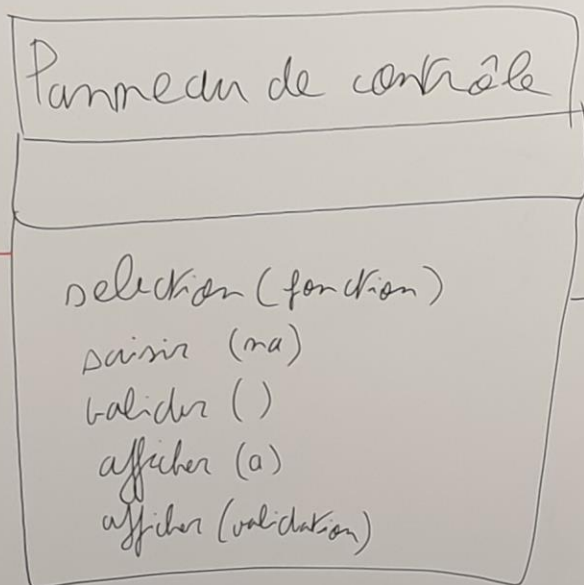 Panneau de contrôle
selection (fonction)
saisir (ma)
valider ()
afficher (a)
afficher (validation)